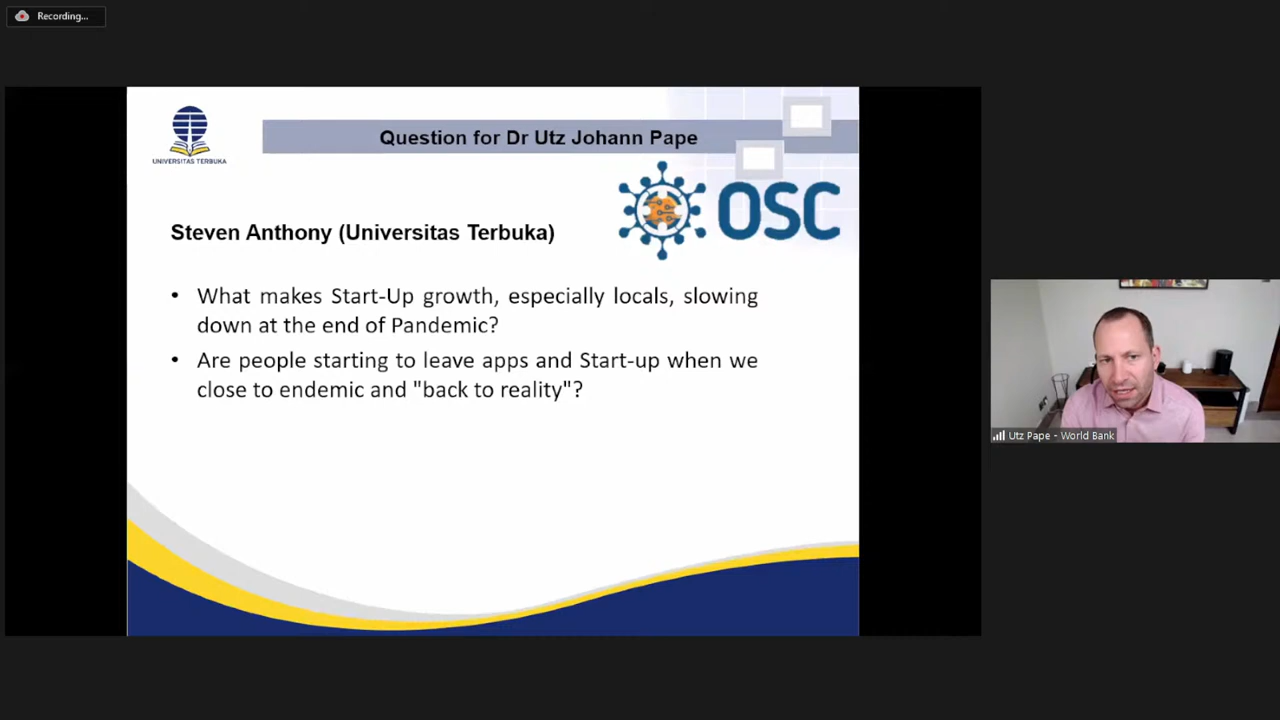 Recording...
UNIVERSITAS TERBUKA
Question for Dr Utz Johann Pape
OSC
Steven Anthony (Universitas Terbuka)
• What makes Start-Up growth, especially locals, slowing
down at the end of Pandemic?
• Are people starting to leave apps and Start-up when we
close to endemic and "back to reality"?
Utz Pape - World Bank